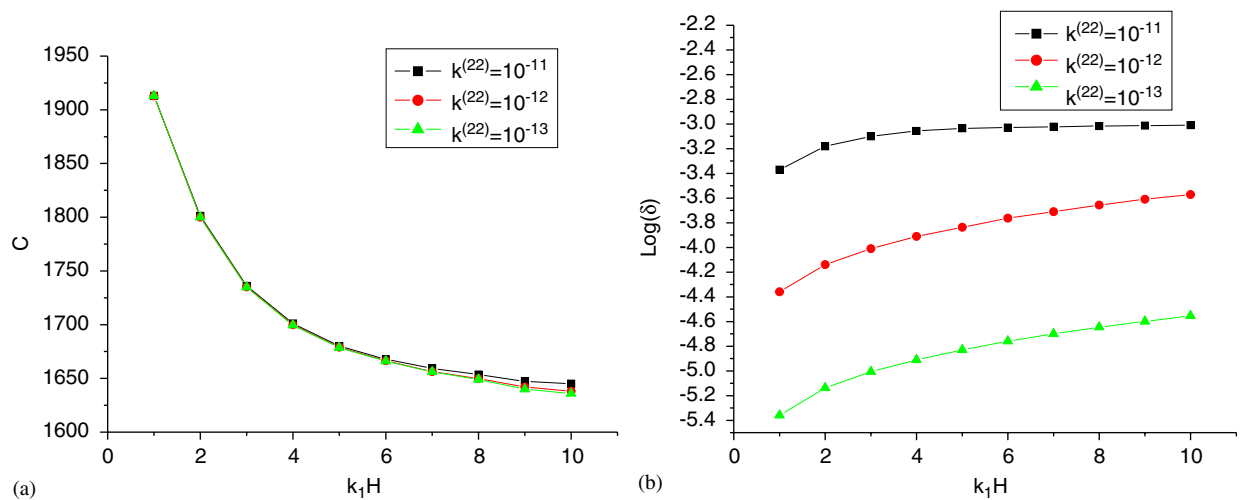 1950
1900
1850
1800
1750
1700
1650
1600
C
0 2 4 6 8 10
k₁H
(a)
k⁽²²⁾=10⁻¹¹
k⁽²²⁾=10⁻¹²
k⁽²²⁾=10⁻¹³
-2.2
-2.4
-2.6
-2.8
-3.0
-3.2
-3.4
-3.6
-3.8
-4.0
-4.2
-4.4
-4.6
-4.8
-5.0
-5.2
-5.4
Log(δ)
0 2 4 6 8 10
k₁H
(b)
k⁽²²⁾=10⁻¹¹
k⁽²²⁾=10⁻¹²
k⁽²²⁾=10⁻¹³